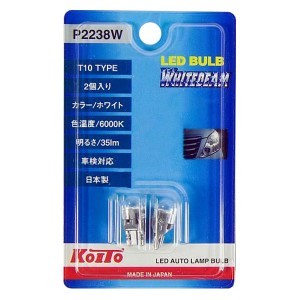 P2238W
LED BULB
WHITEBEAM
T10 TYPE
2個入り
カラー/ホワイト
色温度/6000K
明るさ/35lm
車検対応
日本製
KOITO
MADE IN JAPAN
LED AUTO LAMP BULB